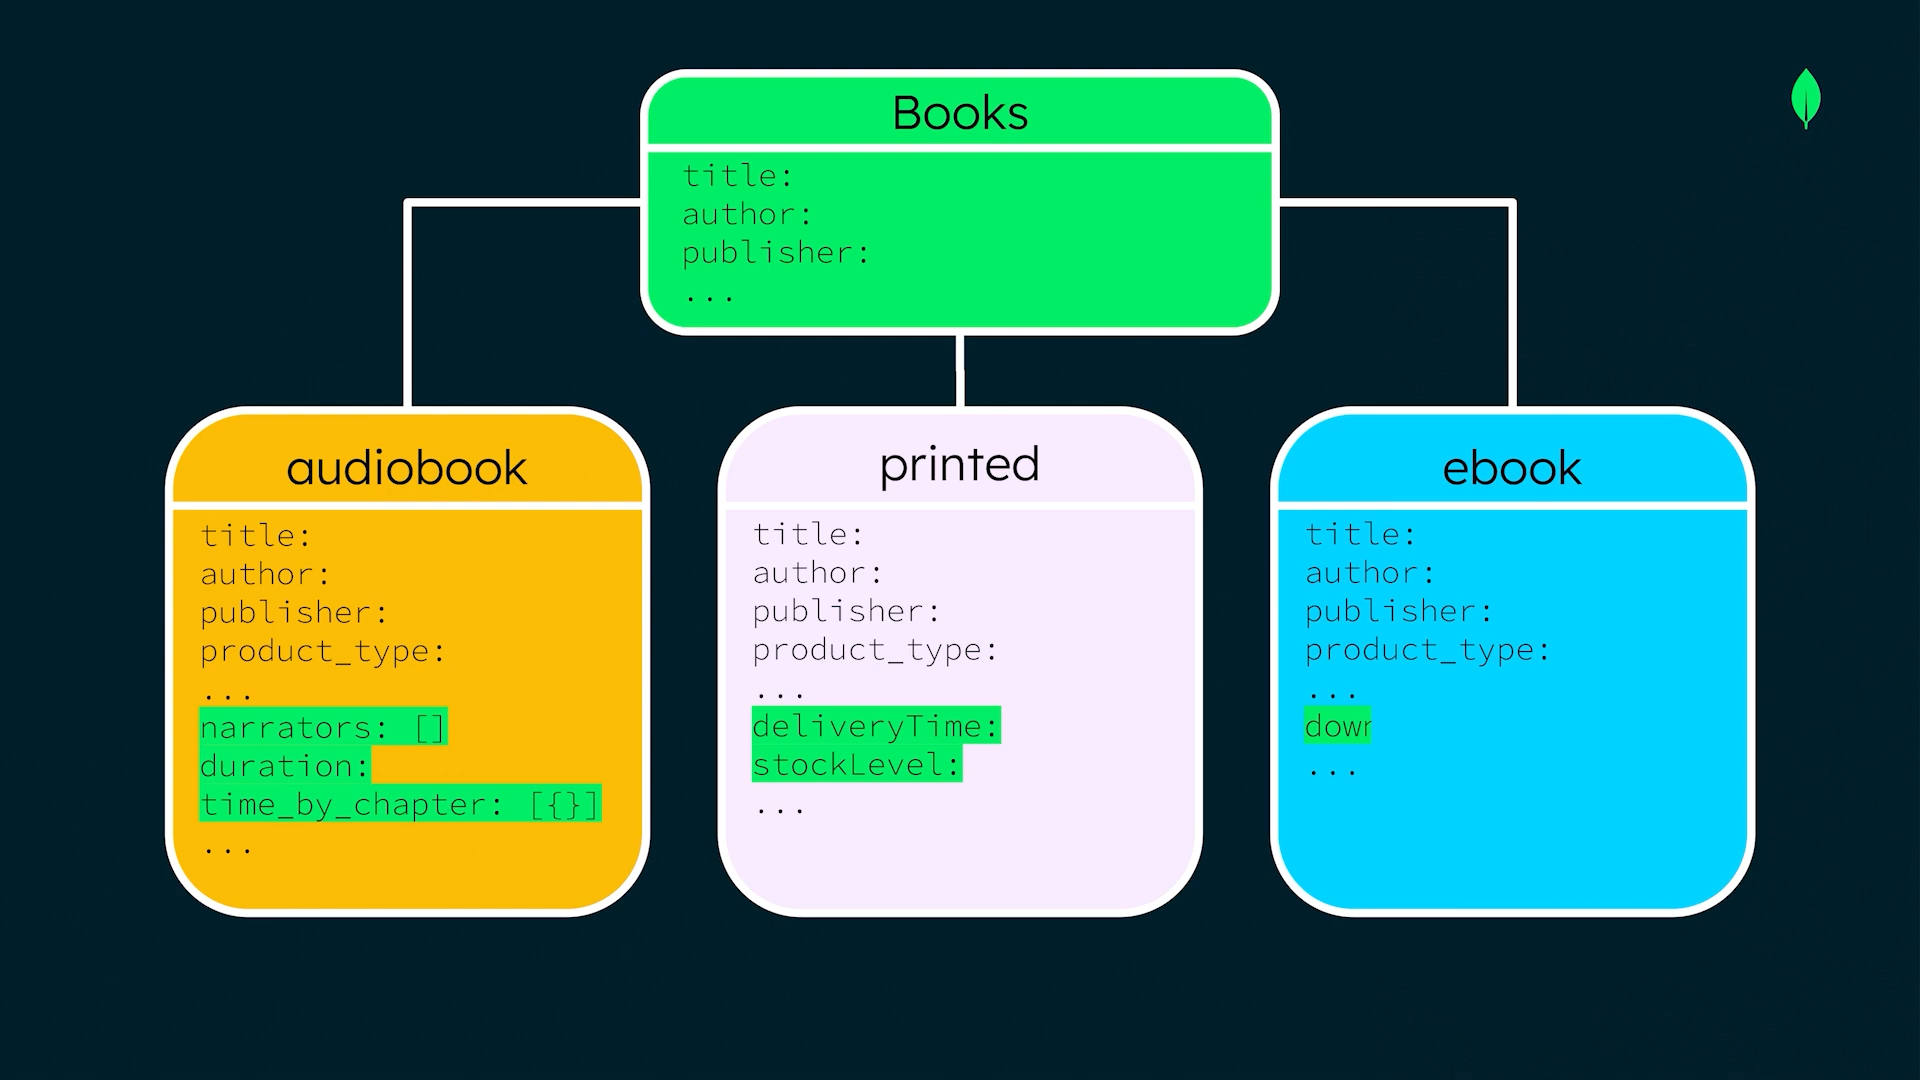 Books
title:
author:
publisher:
...
audiobook
title:
author:
publisher:
product_type:
...
narrators: []
duration:
time_by_chapter: [{}]
...
printed
title:
author:
publisher:
product_type:
...
deliveryTime:
stockLevel:
...
ebook
title:
author:
publisher:
product_type:
...
...